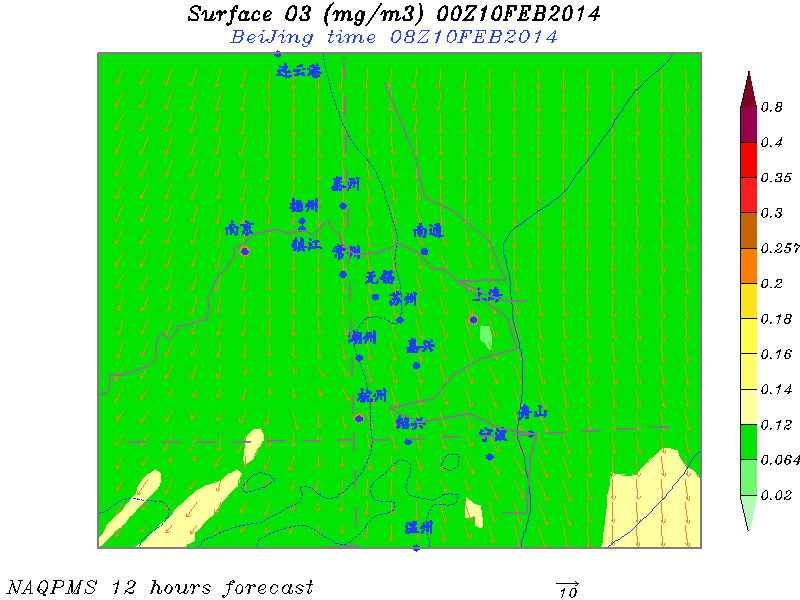 Surface O3 (mg/m3) 00Z10FEB2014
BeiJing time 08Z10FEB2014
连云港
泰州
扬州
南京
镇江
常州
南通
无锡
苏州
上海
湖州
嘉兴
杭州
绍兴
舟山
宁波
温州
0.8
0.4
0.35
0.3
0.257
0.2
0.18
0.16
0.14
0.12
0.064
0.02
NAQPMS 12 hours forecast
10